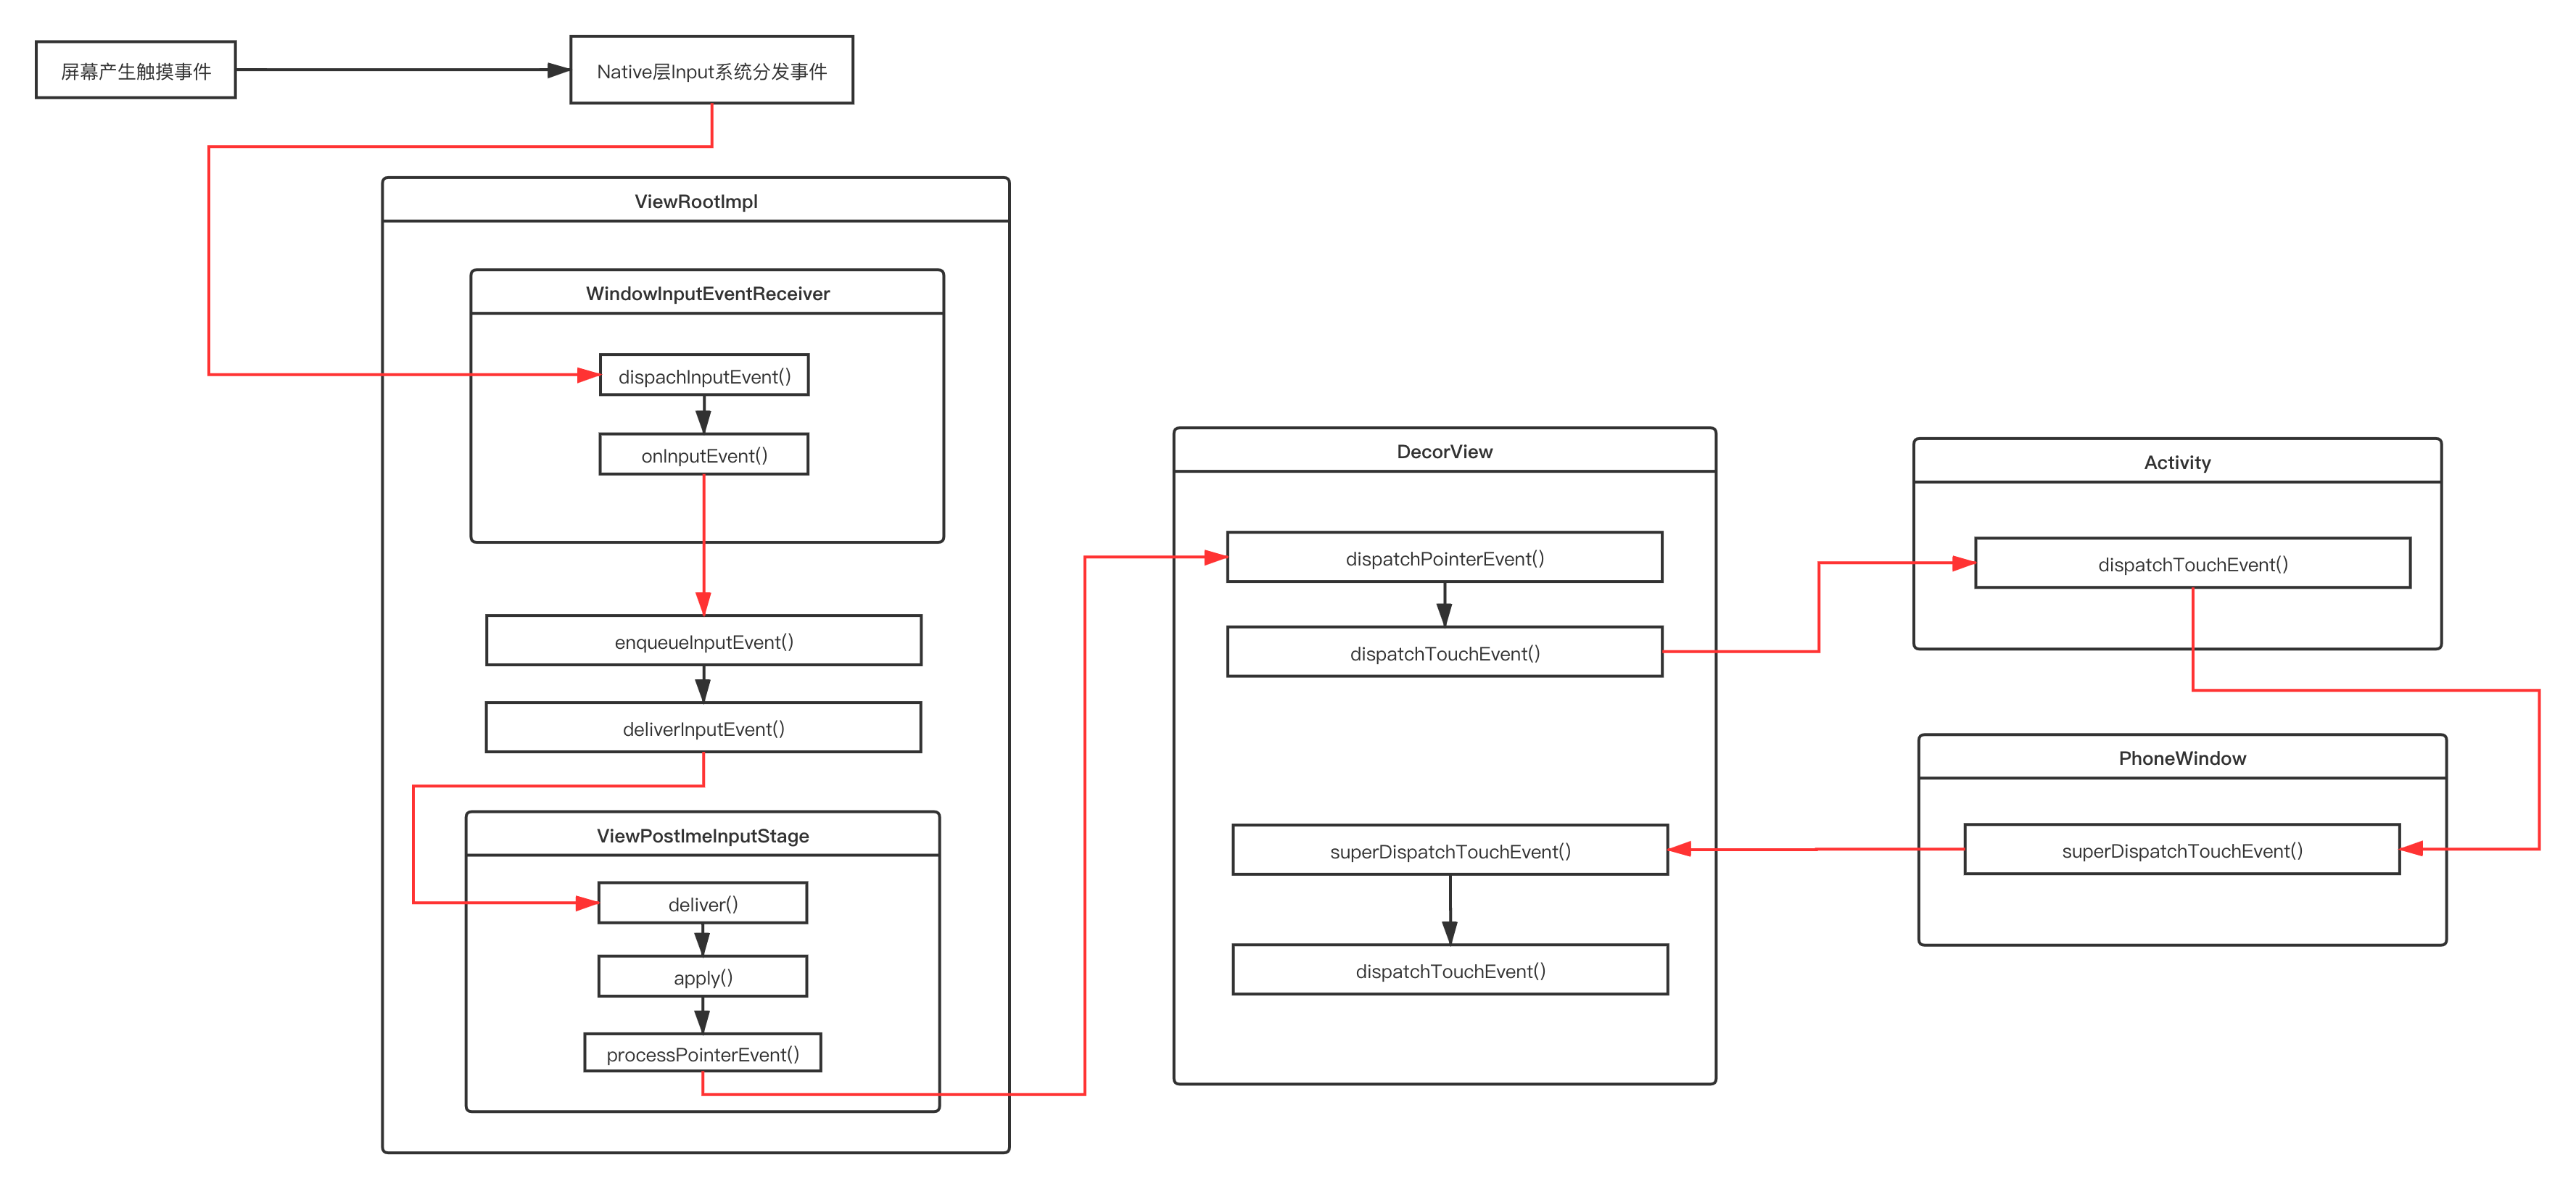 屏幕产生触摸事件
Native层Input系统分发事件
ViewRootImpl
WindowInputEventReceiver
dispachInputEvent()
onInputEvent()
enqueueInputEvent()
deliverInputEvent()
ViewPostImeInputStage
deliver()
apply()
processPointerEvent()
DecorView
dispatchPointerEvent()
dispatchTouchEvent()
superDispatchTouchEvent()
dispatchTouchEvent()
Activity
dispatchTouchEvent()
PhoneWindow
superDispatchTouchEvent()